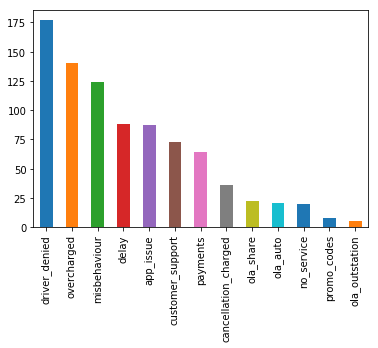 175
150
125
100
75
50
25
0
driver_denied
overcharged
misbehaviour
delay
app_issue
customer_support
payments
cancellation_charged
ola_share
ola_auto
no_service
promo_codes
ola_outstation